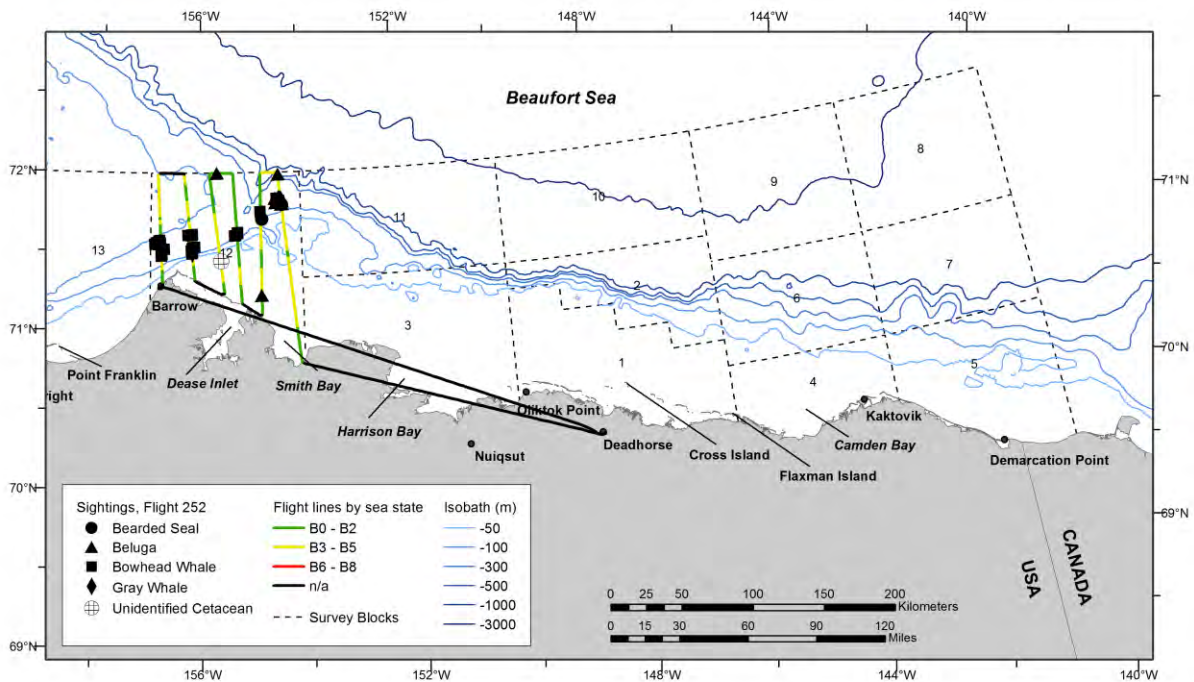 156°W 152°W 148°W 144°W 140°W
Beaufort Sea
72°N
71°N
8
9
10
11
13
12
7
6
2
71°N
70°N
3
1
5
4
Barrow
Point Franklin
Dease Inlet
Smith Bay
Harrison Bay
Oliktok Point
Nuiqsut
Deadhorse
Cross Island
Flaxman Island
Camden Bay
Kaktovik
Demarcation Point
70°N
69°N
USA
CANADA
Sightings, Flight 252
Bearded Seal
Beluga
Bowhead Whale
Gray Whale
Unidentified Cetacean
Flight lines by sea state
B0 - B2
B3 - B5
B6 - B8
n/a
Survey Blocks
Isobath (m)
-50
-100
-300
-500
-1000
-3000
0 25 50 100 150 200
Kilometers
0 15 30 60 90 120
Miles
69°N
156°W 152°W 148°W 144°W 140°W